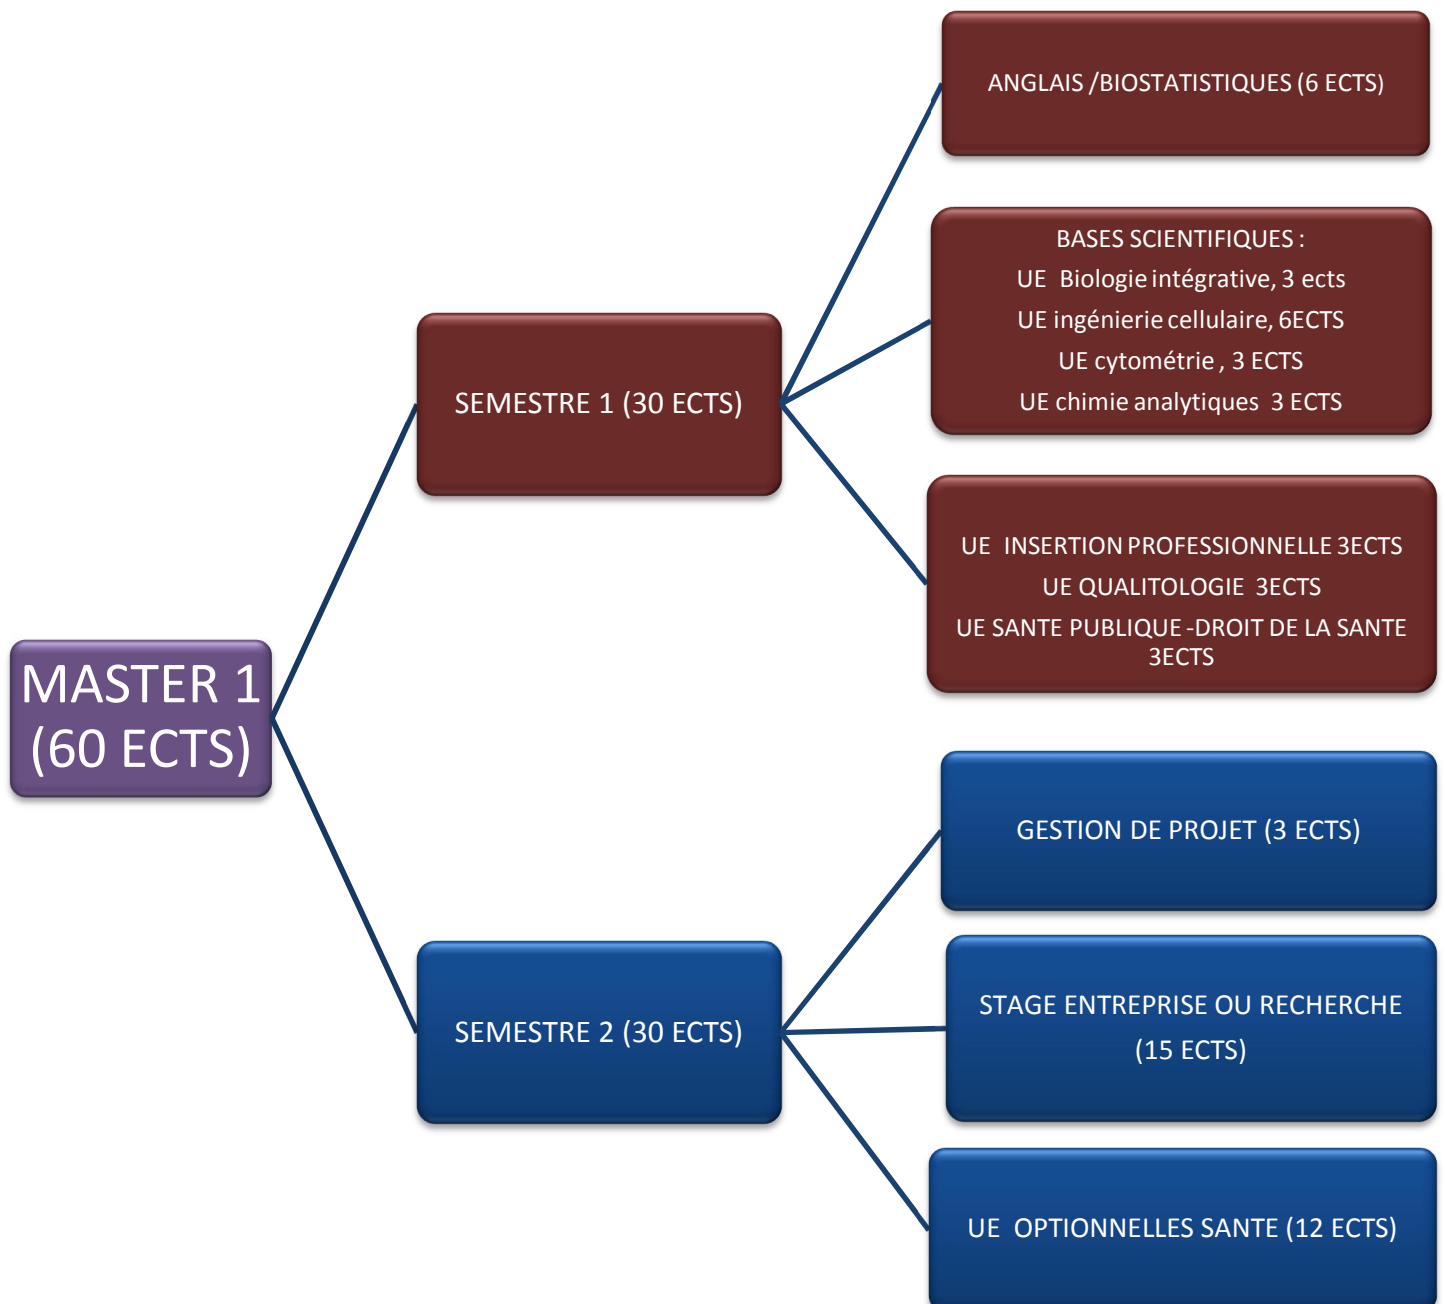 MASTER 1
(60 ECTS)
SEMESTRE 1 (30 ECTS)
ANGLAIS /BIOSTATISTIQUES (6 ECTS)
BASES SCIENTIFIQUES :
UE Biologie intégrative, 3 ects
UE ingénierie cellulaire, 6ECTS
UE cytométrie , 3 ECTS
UE chimie analytiques 3 ECTS
UE INSERTION PROFESSIONNELLE 3ECTS
UE QUALITOLOGIE 3ECTS
UE SANTE PUBLIQUE -DROIT DE LA SANTE
3ECTS
SEMESTRE 2 (30 ECTS)
GESTION DE PROJET (3 ECTS)
STAGE ENTREPRISE OU RECHERCHE
(15 ECTS)
UE OPTIONNELLES SANTE (12 ECTS)